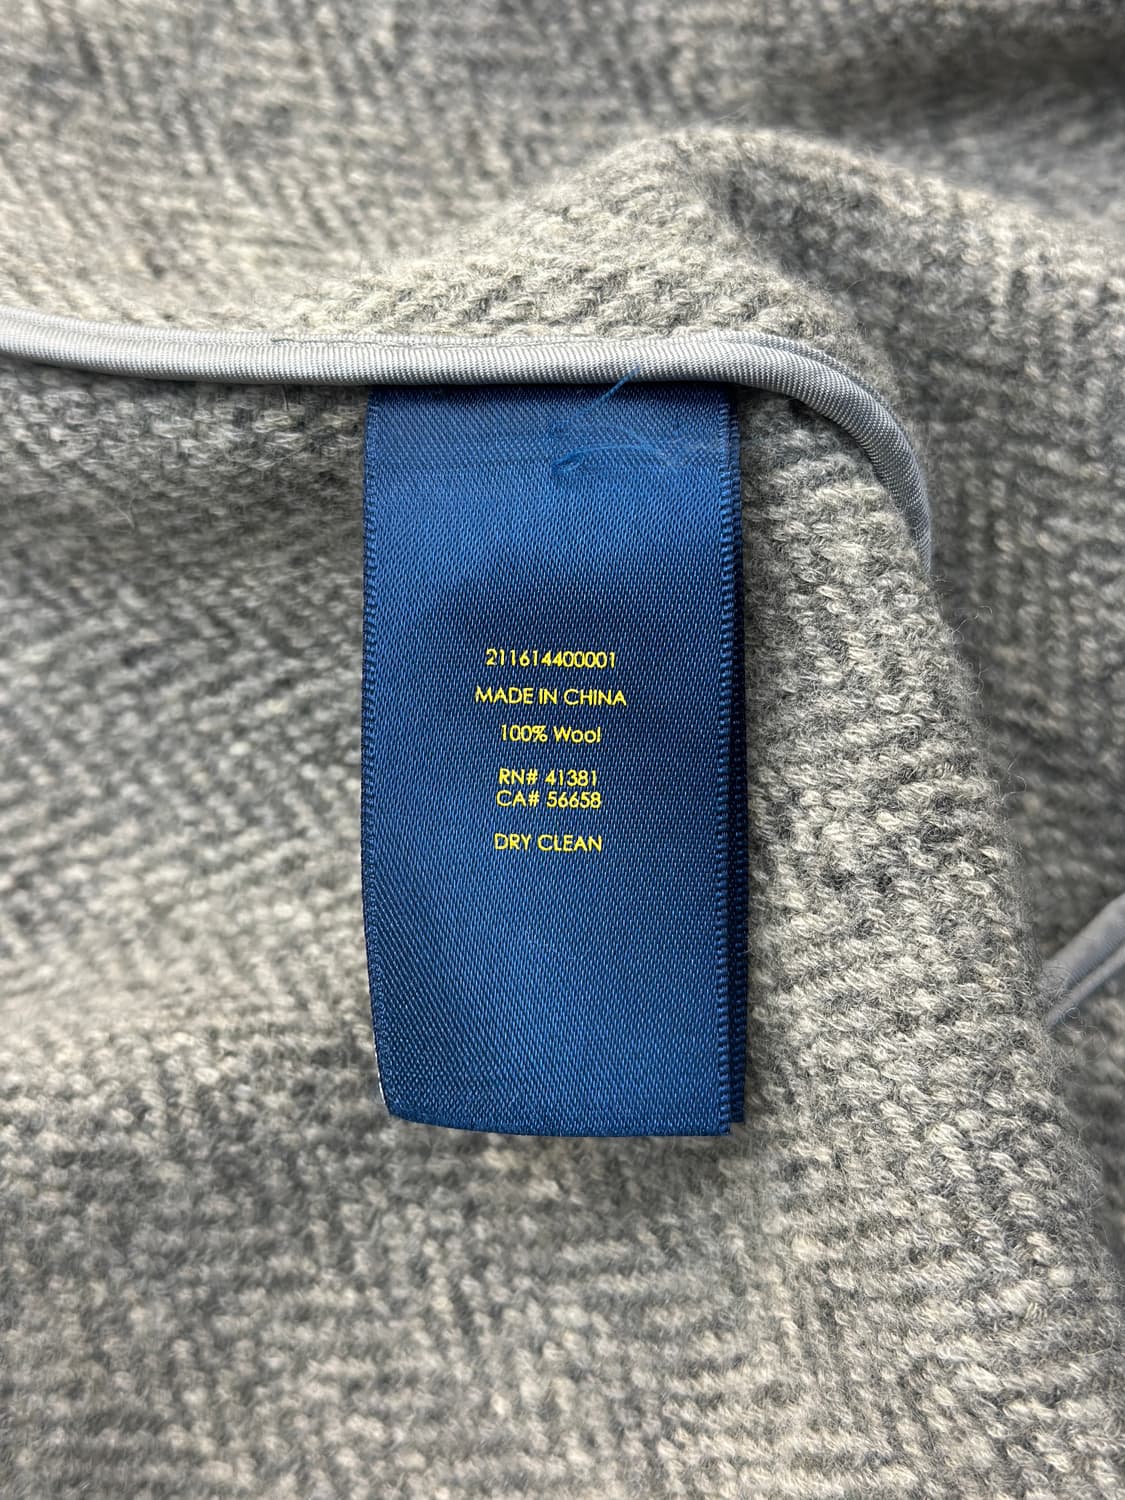 211614400001
MADE IN CHINA
100% Wool
RN# 41381
CA# 56658
DRY CLEAN